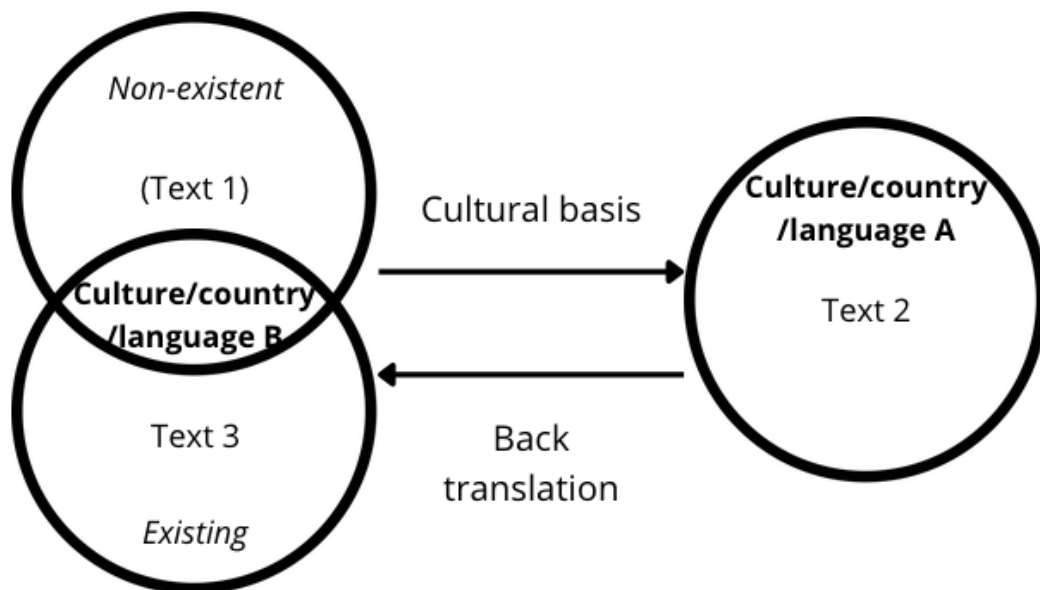 Non-existent
(Text 1)
Culture/country
/language B
Text 3
Existing
Cultural basis
Back
translation
Culture/country
/language A
Text 2